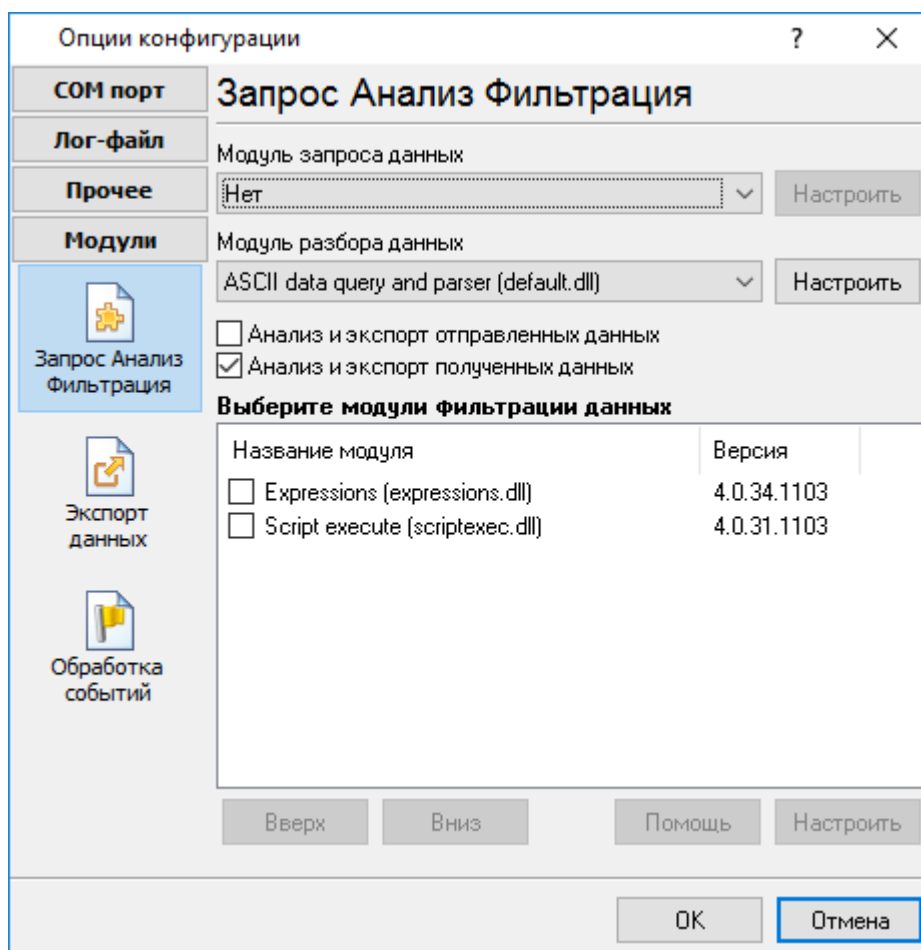 Опции конфигурации
?
COM порт
Лог-файл
Прочее
Модули
Запрос Анализ
Фильтрация
Экспорт
данных
Обработка
событий
Запрос Анализ Фильтрация
Модуль запроса данных
Нет
Настроить
Модуль разбора данных
ASCII data query and parser (default.dll)
Настроить
Анализ и экспорт отправленных данных
Анализ и экспорт полученных данных
Выберите модули фильтрации данных
Название модуля Версия
Expressions (expressions.dll) 4.0.34.1103
Script execute (scriptexec.dll) 4.0.31.1103
Вверх Вниз Помощь Настроить
OK Отмена